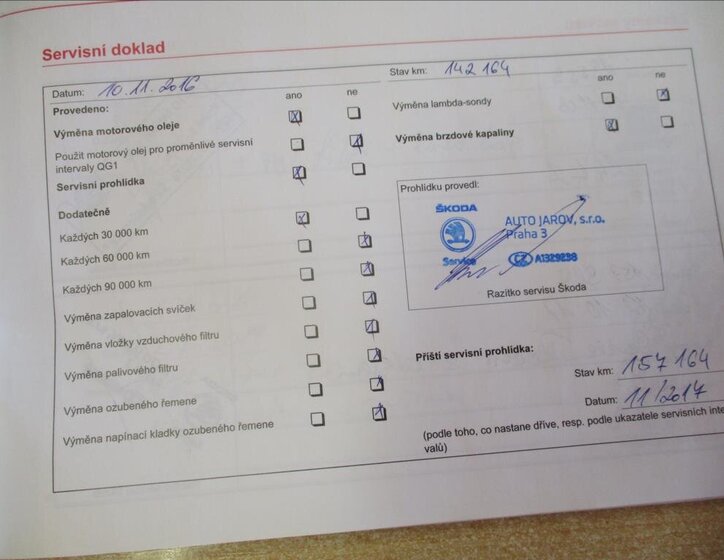 Servisní doklad
Datum: 10.11.2016
Stav km: 142 164
Provedeno:
ano
ne
ano
ne
Výměna motorového oleje
Použit motorový olej pro proměnlivé servisní
intervaly QG1
Servisní prohlídka
Dodatečně
Každých 30 000 km
Každých 60 000 km
Každých 90 000 km
Výměna zapalovacích svíček
Výměna vložky vzduchového filtru
Výměna palivového filtru
Výměna ozubeného řemene
Výměna napínací kladky ozubeného řemene
Výměna lambda-sondy
Výměna brzdové kapaliny
Prohlídku provedl:
ŠKODA
Service
AUTO JAROV, s.r.o.
Praha 3
CZ A1329298
Razítko servisu Škoda
Příští servisní prohlídka:
Stav km: 157 164
Datum: 11/2017
(podle toho, co nastane dříve, resp. podle ukazatele servisních inte
valů)